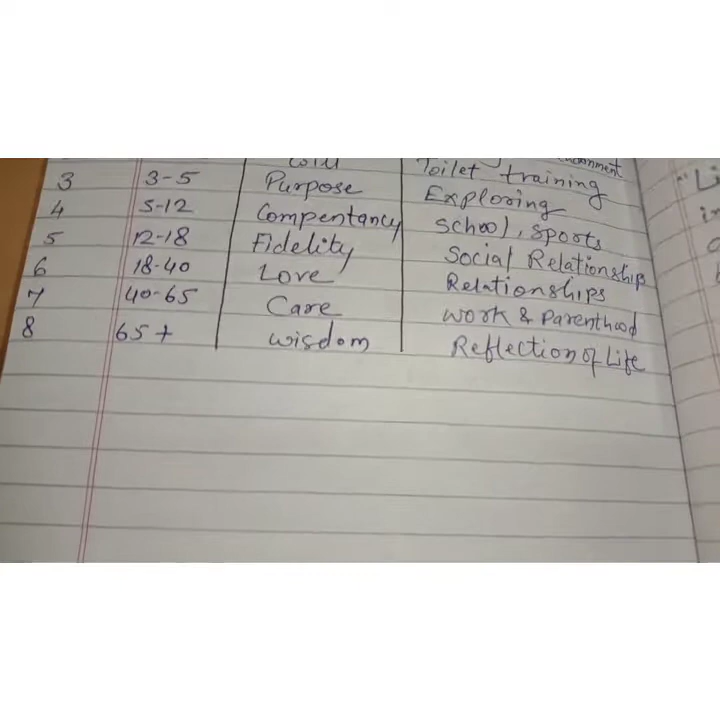 Will
Toilet training
3 3-5 Purpose Exploring
4 5-12 Compentancy School, Sports
5 12-18 Fidelity Social Relationship
6 18-40 Love Relationships
7 40-65 Care Work & Parenthood
8 65+ Wisdom Reflection of Life